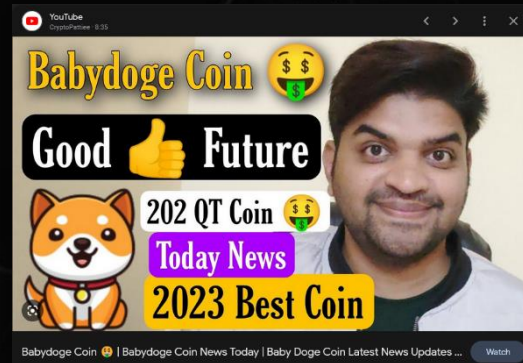 YouTube
CryptoPattiee · 8:35
Babydoge Coin
Good Future
202 QT Coin
Today News
2023 Best Coin
Babydoge Coin 🤑 | Babydoge Coin News Today | Baby Doge Coin Latest News Updates ...
Watch